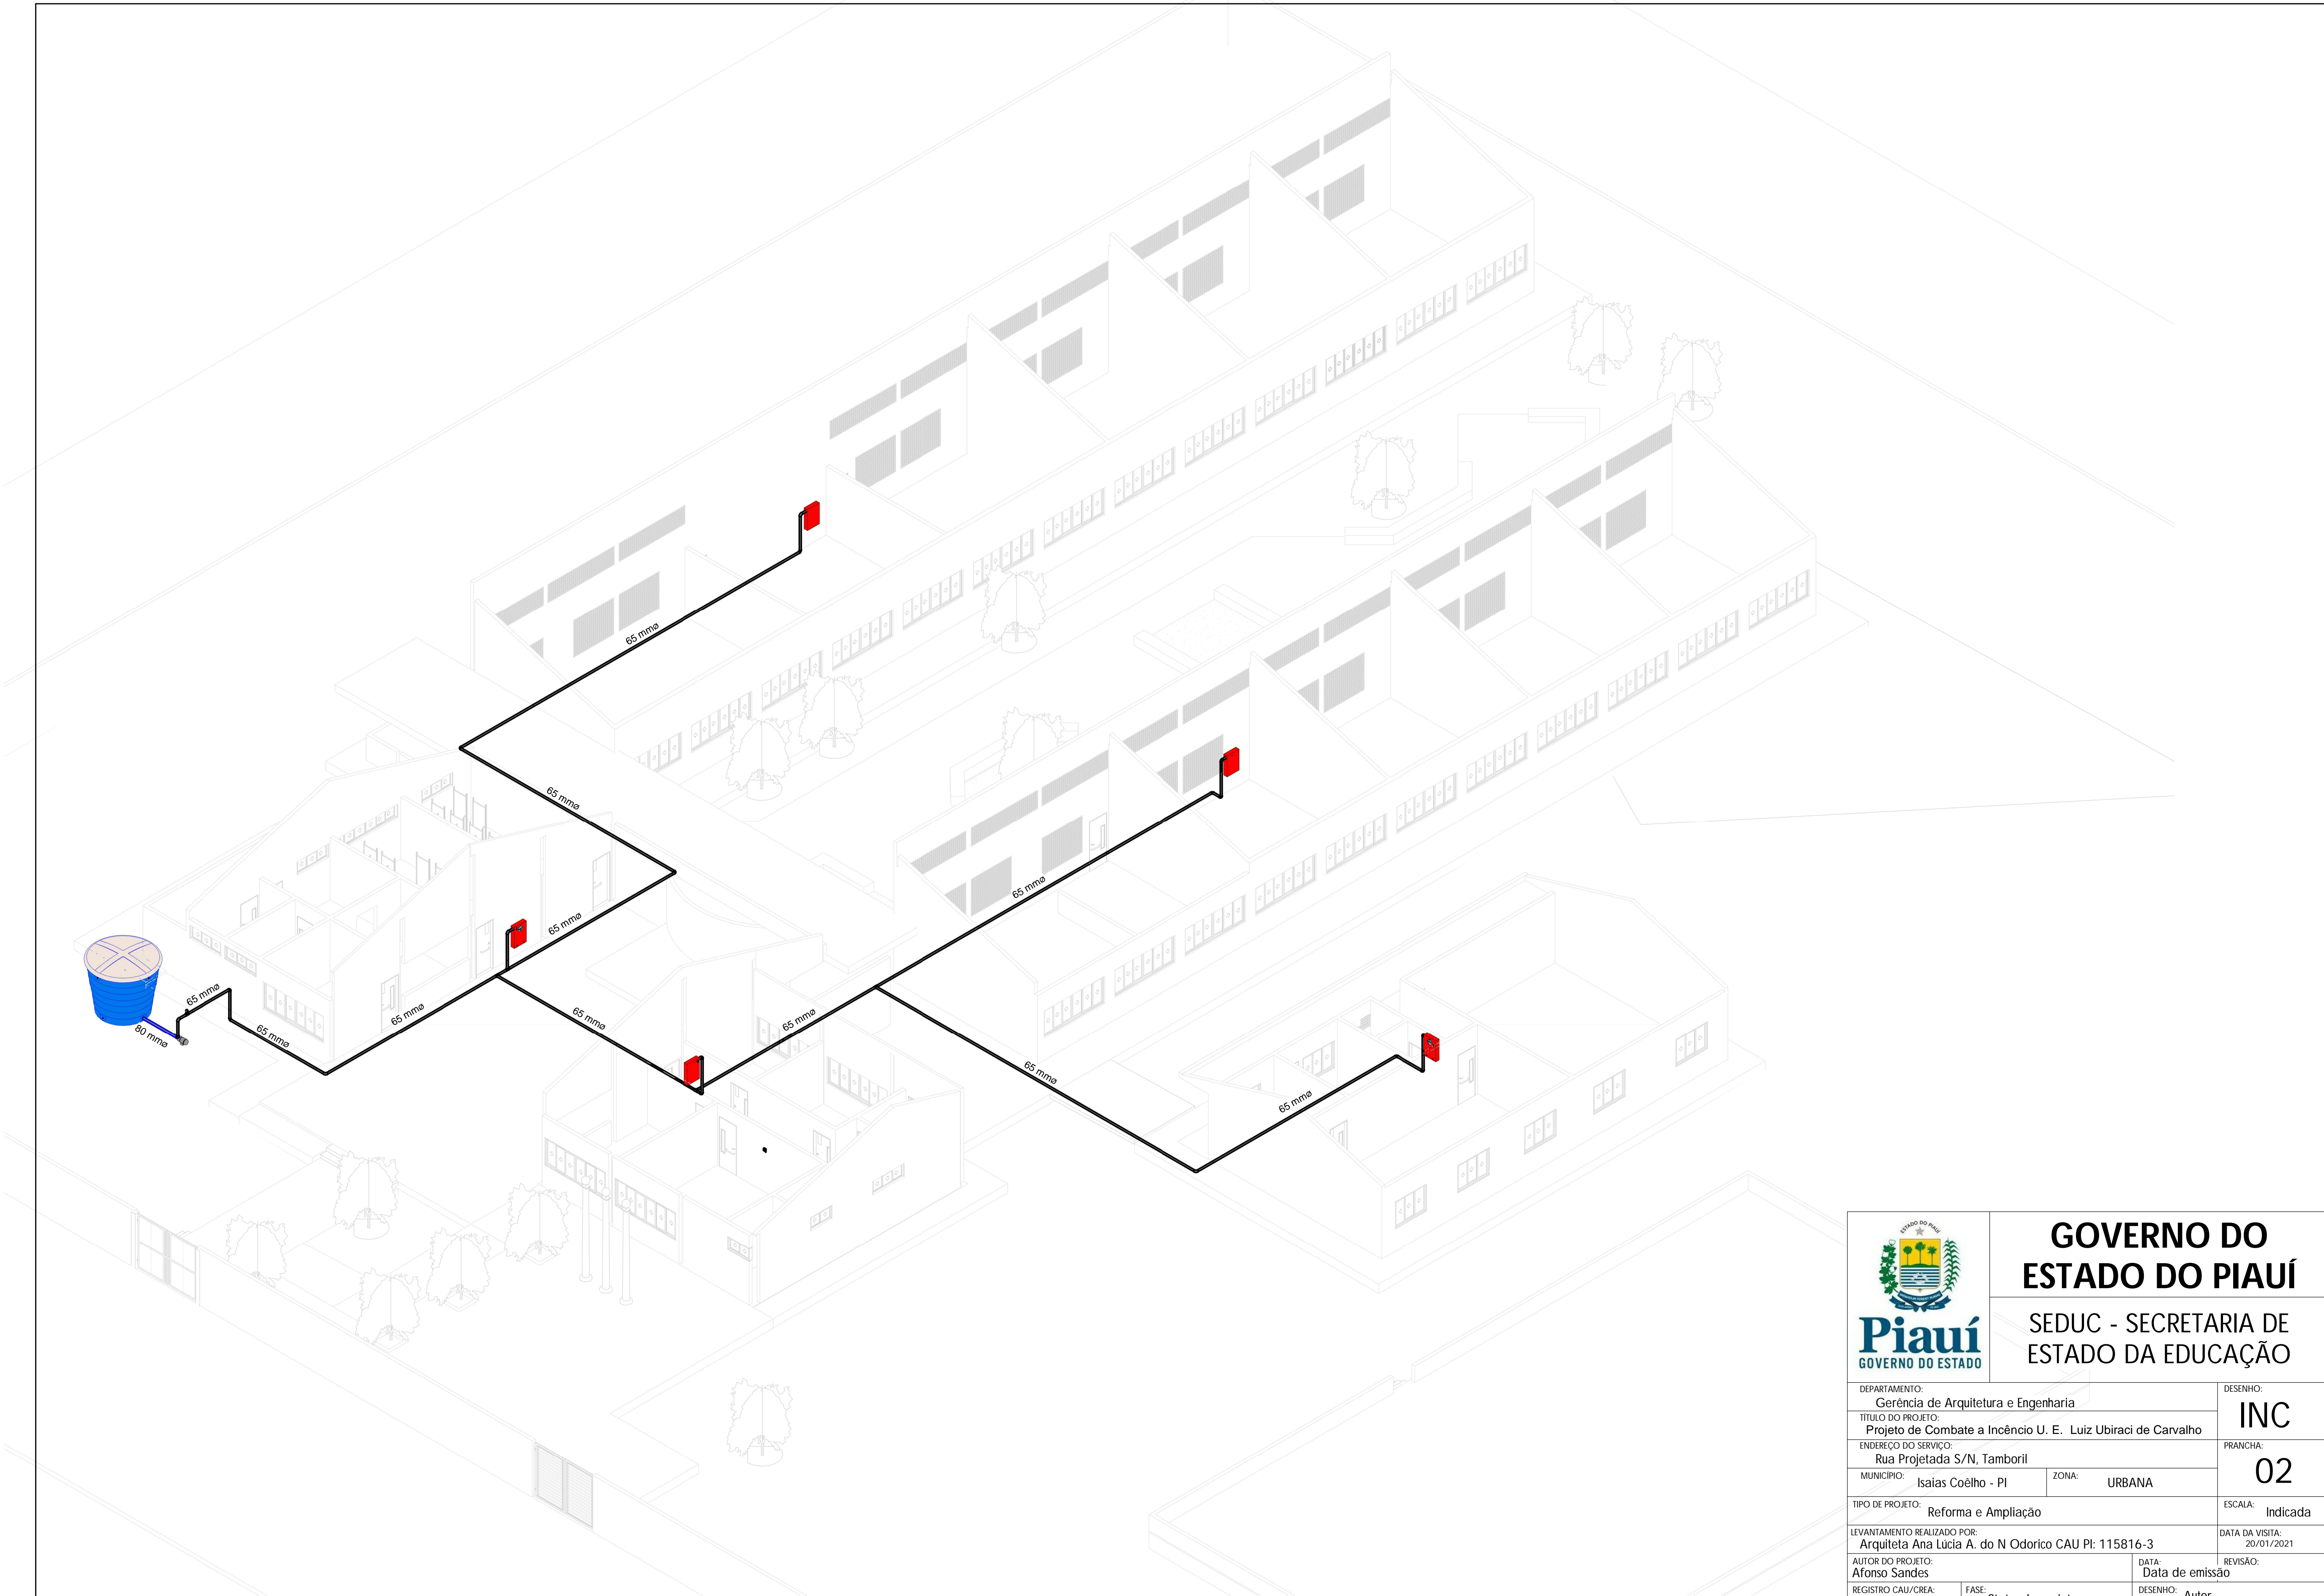 65 mmø
65 mmø
65 mmø
65 mmø
65 mmø
65 mmø
80 mmø
65 mmø
65 mmø
65 mmø
65 mmø
65 mmø
ESTADO DO PIAUÍ
Piauí
GOVERNO DO ESTADO
GOVERNO DO
ESTADO DO PIAUÍ
SEDUC - SECRETARIA DE
ESTADO DA EDUCAÇÃO
DEPARTAMENTO:
Gerência de Arquitetura e Engenharia
DESENHO:
INC
TÍTULO DO PROJETO:
Projeto de Combate a Incêncio U. E. Luiz Ubiraci de Carvalho
ENDEREÇO DO SERVIÇO:
Rua Projetada S/N, Tamboril
PRANCHA:
02
MUNICÍPIO: Isaias Coêlho - PI
ZONA: URBANA
TIPO DE PROJETO: Reforma e Ampliação
ESCALA: Indicada
LEVANTAMENTO REALIZADO POR:
Arquiteta Ana Lúcia A. do N Odorico CAU PI: 115816-3
DATA DA VISITA:
20/01/2021
AUTOR DO PROJETO:
Afonso Sandes
DATA:
Data de emissão
REVISÃO:
REGISTRO CAU/CREA:
FASE:
DESENHO: Autor